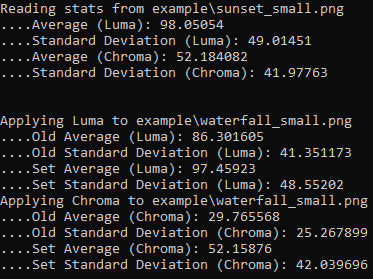 Reading stats from example\sunset_small.png
....Average (Luma): 98.05054
....Standard Deviation (Luma): 49.01451
....Average (Chroma): 52.184082
....Standard Deviation (Chroma): 41.97763
Applying Luma to example\waterfall_small.png
....Old Average (Luma): 86.301605
....Old Standard Deviation (Luma): 41.351173
....Set Average (Luma): 97.45923
....Set Standard Deviation (Luma): 48.55202
Applying Chroma to example\waterfall_small.png
....Old Average (Chroma): 29.765568
....Old Standard Deviation (Chroma): 25.267899
....Set Average (Chroma): 52.15876
....Set Standard Deviation (Chroma): 42.039696